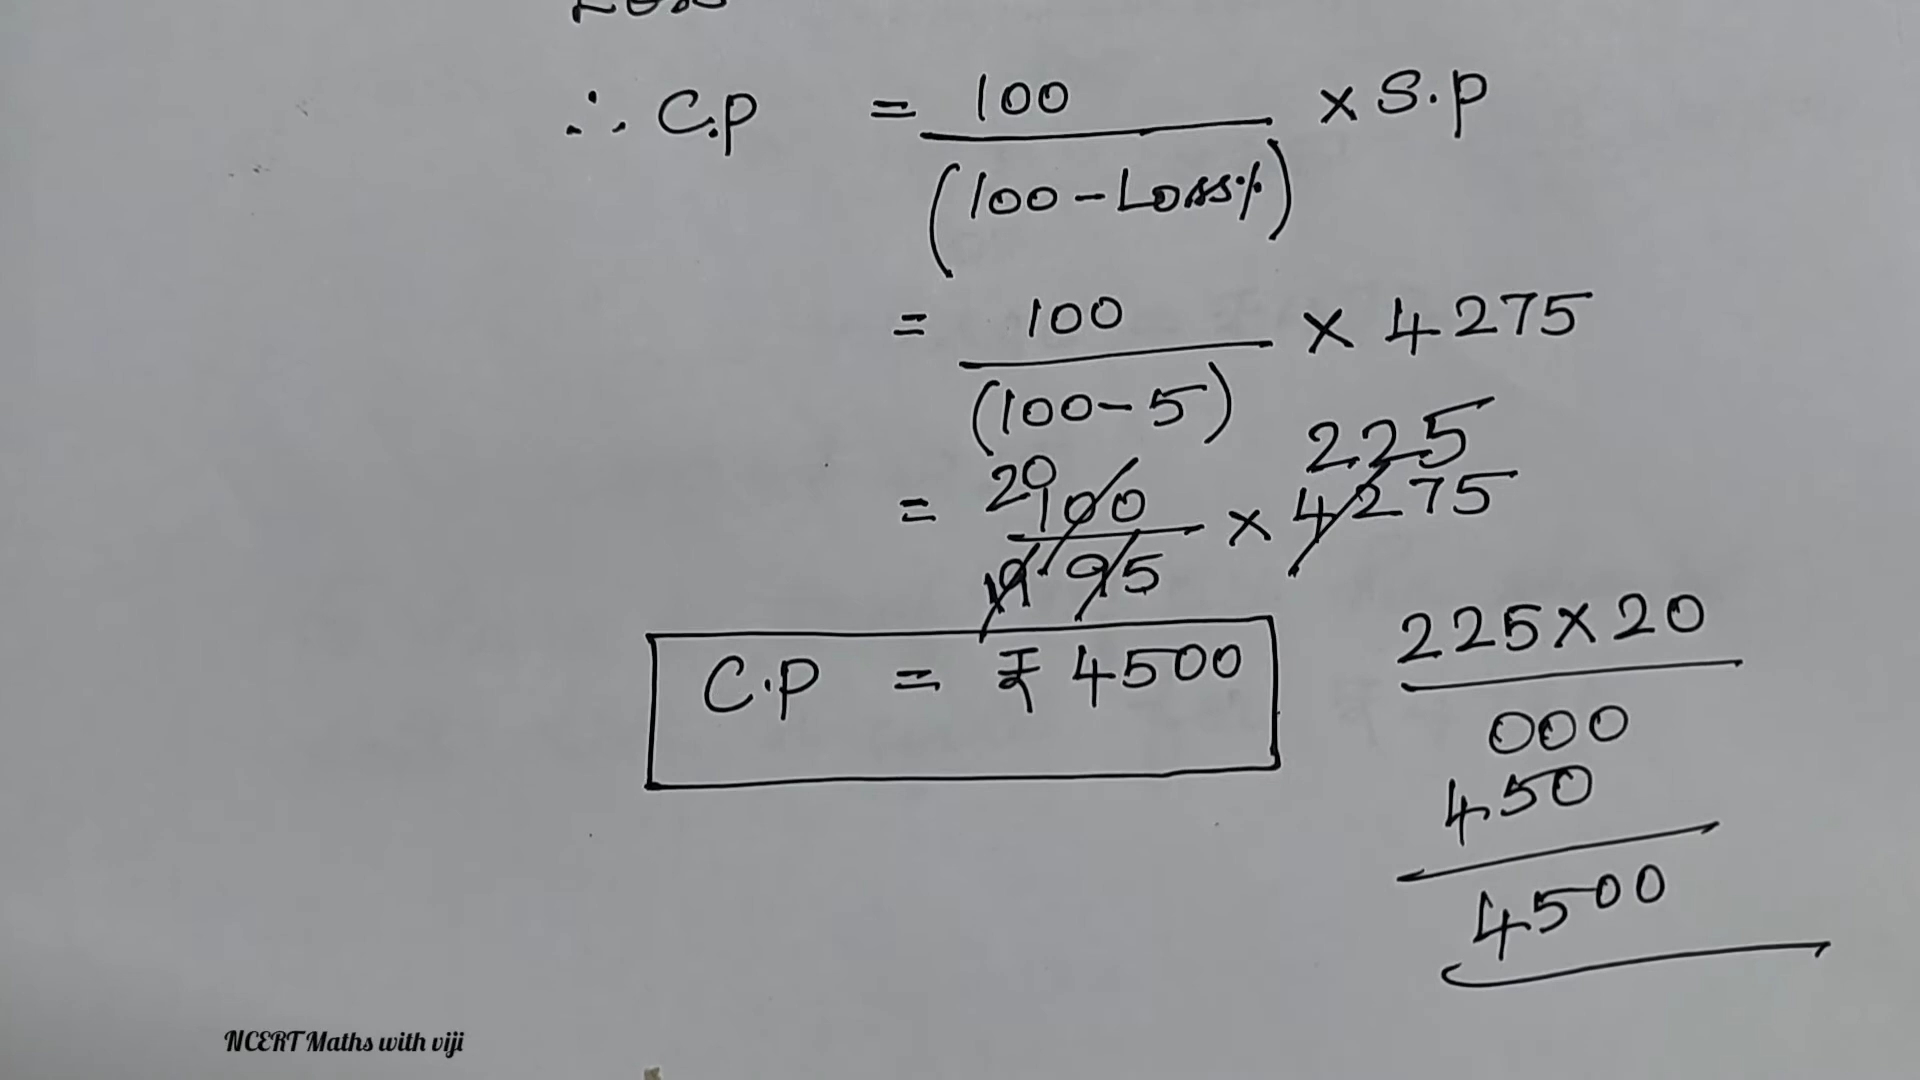 ∴ C.P = 100 / (100 - Loss%) × S.P
= 100 / (100 - 5) × 4275
20 225
= 100 / 95 × 4275
19
C.P = ₹ 4500
225 × 20
000
450
4500
NCERT Maths with viji